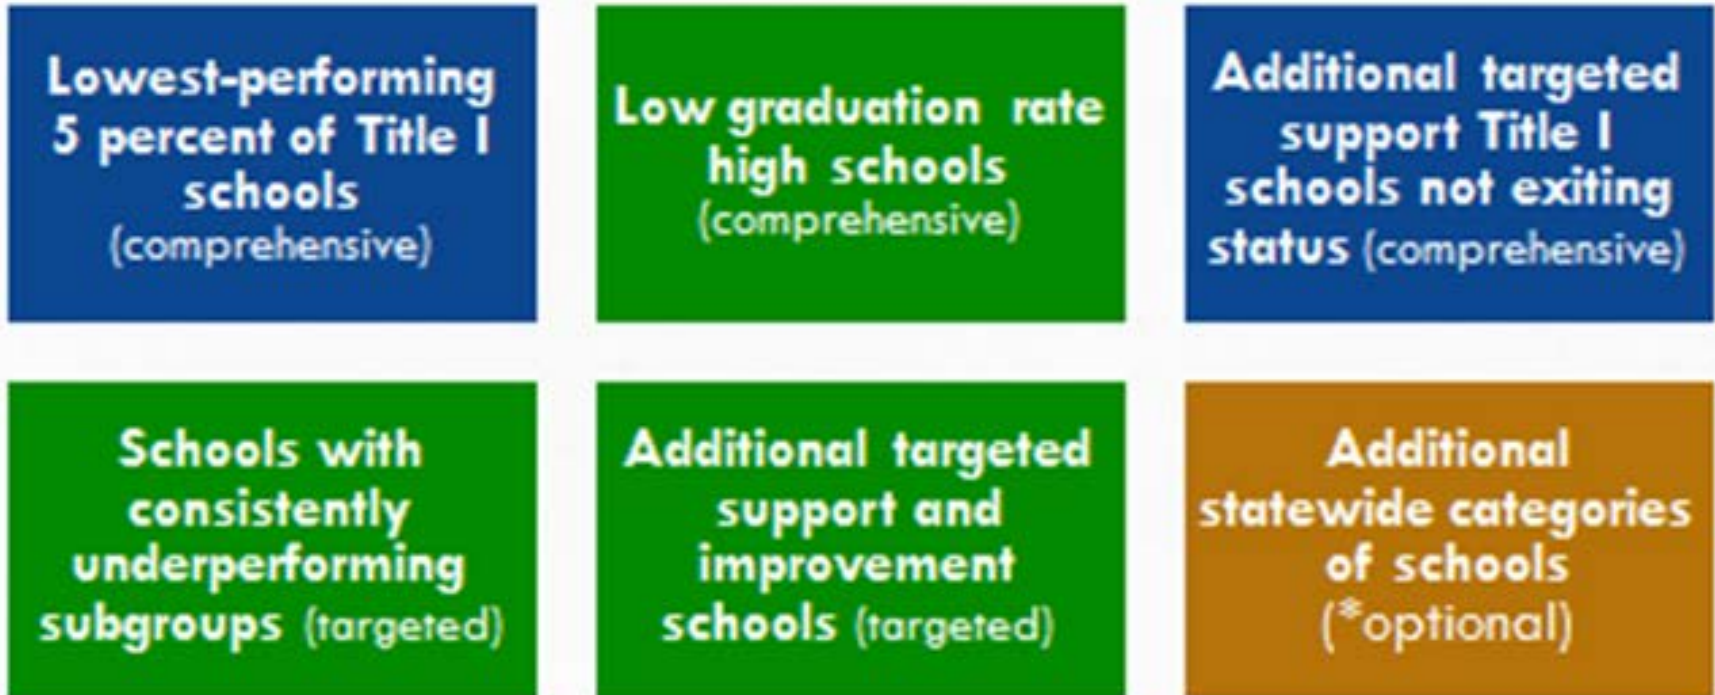 Lowest-performing
5 percent of Title I
schools
(comprehensive)
Low graduation rate
high schools
(comprehensive)
Additional targeted
support Title I
schools not exiting
status (comprehensive)
Schools with
consistently
underperforming
subgroups (targeted)
Additional targeted
support and
improvement
schools (targeted)
Additional
statewide categories
of schools
(*optional)